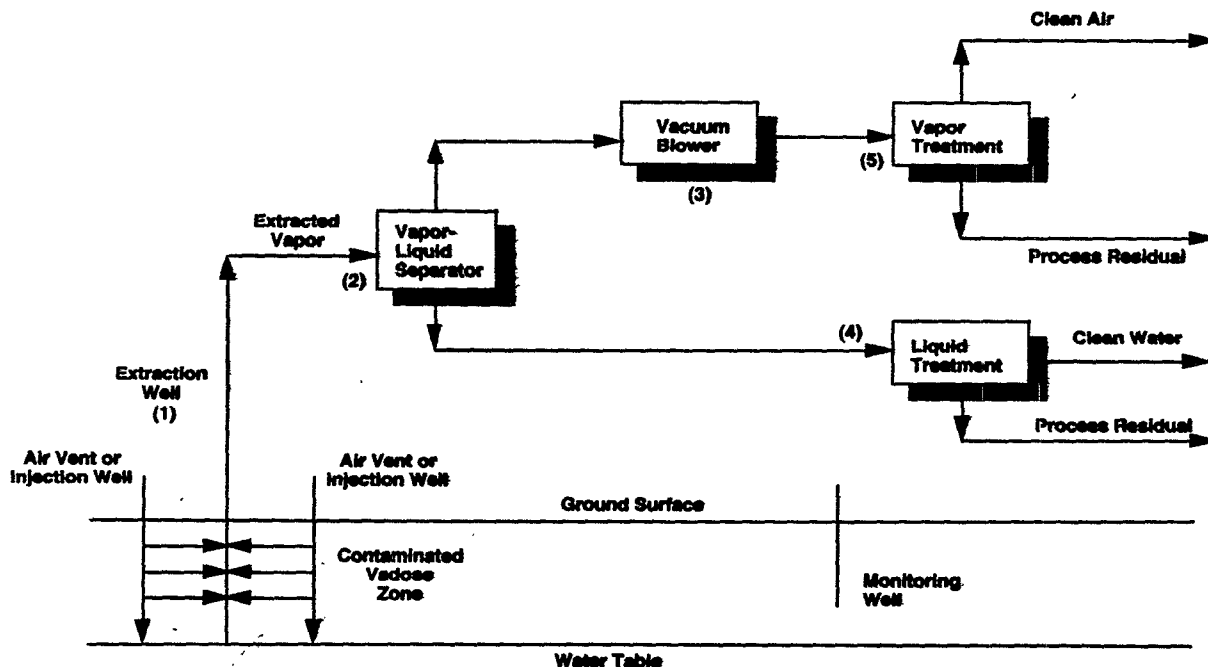 Clean Air
Vacuum
Blower
(3)
Vapor
Treatment
(5)
Process Residual
Extracted
Vapor
(2)
Vapor-
Liquid
Separator
(4)
Liquid
Treatment
Clean Water
Process Residual
Extraction
Well
(1)
Air Vent or
Injection Well
Air Vent or
Injection Well
Ground Surface
Contaminated
Vadose
Zone
Monitoring
Well
Water Table